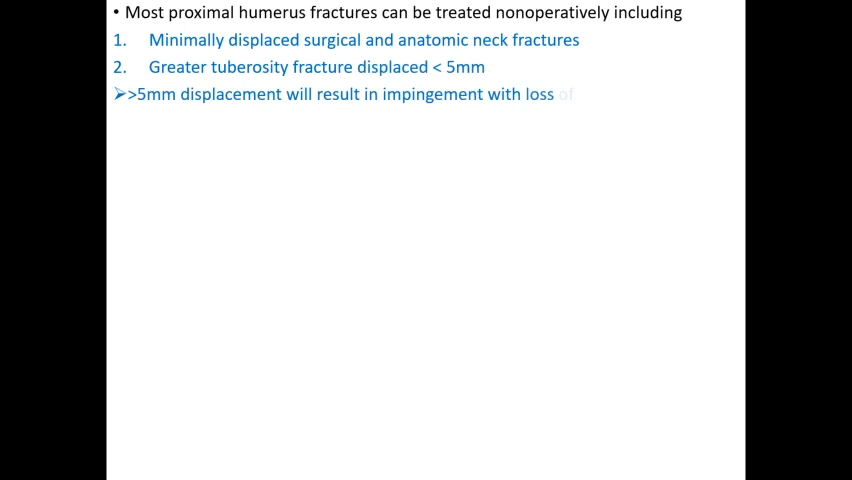 • Most proximal humerus fractures can be treated nonoperatively including
1. Minimally displaced surgical and anatomic neck fractures
2. Greater tuberosity fracture displaced < 5mm
➢>5mm displacement will result in impingement with loss of